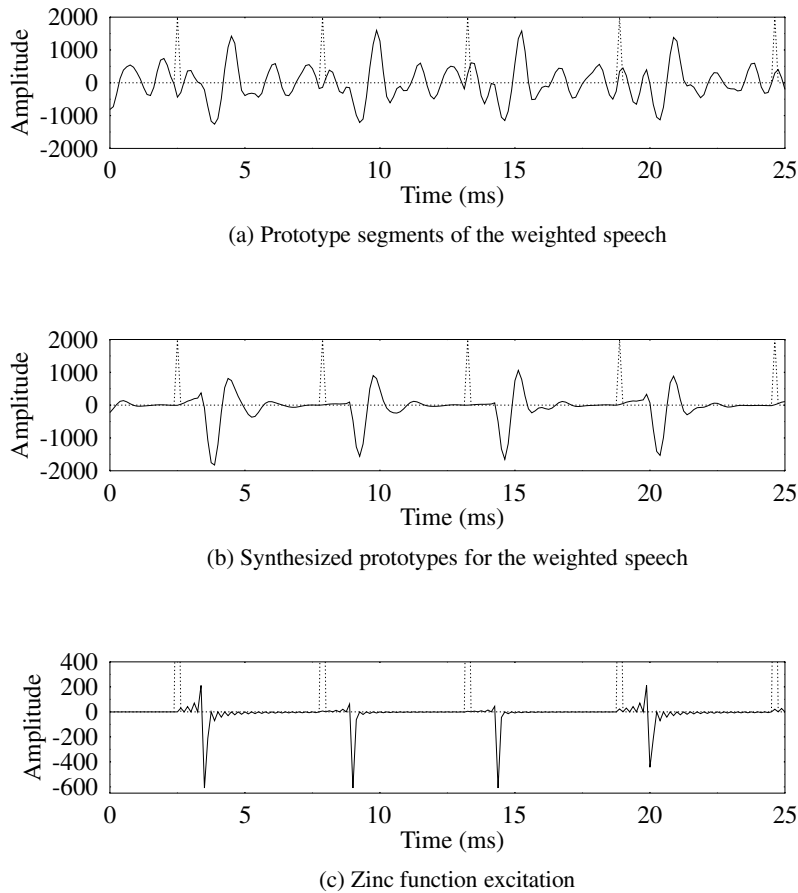 2000
1000
0
-1000
-2000
Amplitude
0 5 10 15 20 25
Time (ms)
(a) Prototype segments of the weighted speech
2000
1000
0
-1000
-2000
Amplitude
0 5 10 15 20 25
Time (ms)
(b) Synthesized prototypes for the weighted speech
400
200
0
-200
-400
-600
Amplitude
0 5 10 15 20 25
Time (ms)
(c) Zinc function excitation